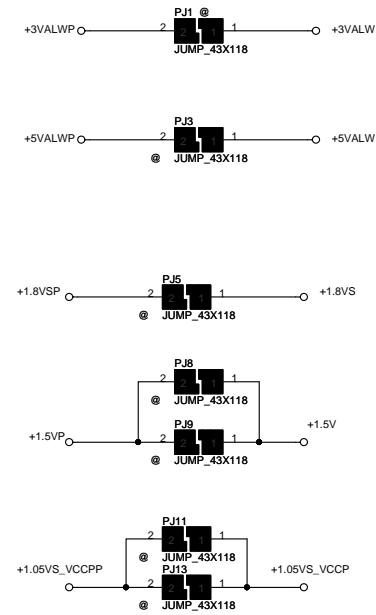 PJ1 @
+3VALWP 2 2 1 1 +3VALW
JUMP_43X118
PJ3
+5VALWP 2 2 1 1 +5VALW
@ JUMP_43X118
PJ5
+1.8VSP 2 2 1 1 +1.8VS
@ JUMP_43X118
PJ8
2 2 1 1
@ JUMP_43X118
+1.5VP PJ9 +1.5V
2 2 1 1
@ JUMP_43X118
PJ11
2 2 1 1
@ JUMP_43X118
+1.05VS_VCCPP PJ13 +1.05VS_VCCP
2 2 1 1
@ JUMP_43X118